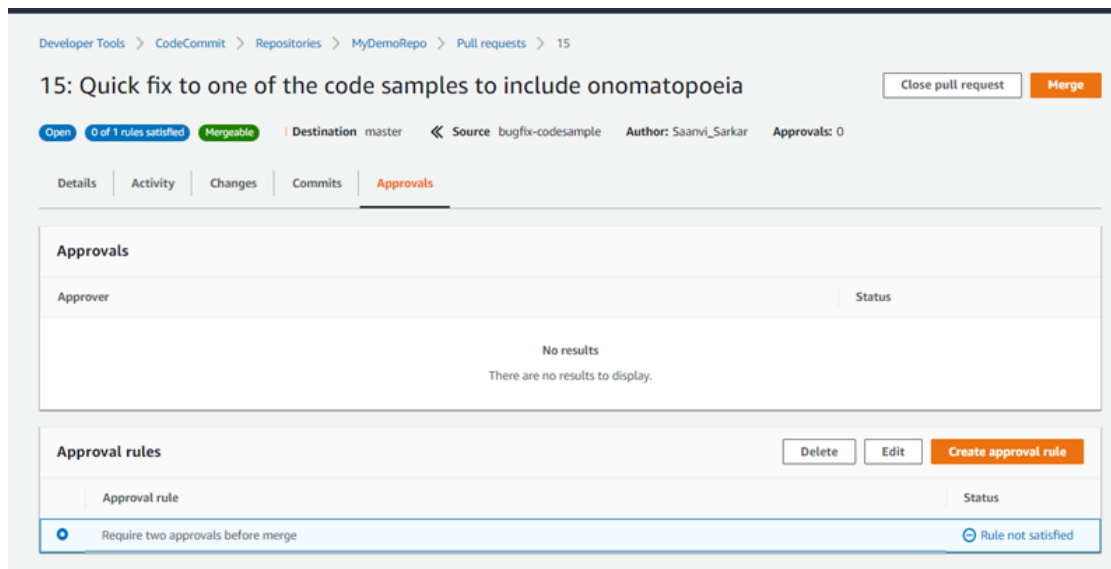 Developer Tools > CodeCommit > Repositories > MyDemoRepo > Pull requests > 15
15: Quick fix to one of the code samples to include onomatopoeia
Close pull request Merge
Open 0 of 1 rules satisfied Mergeable Destination master Source bugfix-codesample Author: Saanvi_Sarkar Approvals: 0
Details Activity Changes Commits Approvals
Approvals
Approver Status
No results
There are no results to display.
Approval rules Delete Edit Create approval rule
Approval rule Status
Require two approvals before merge Rule not satisfied